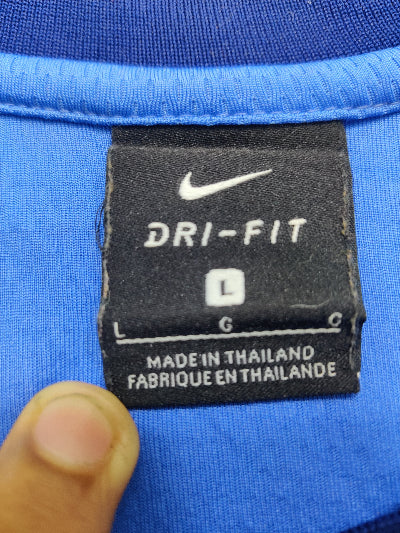 DRI-FIT
L
L G G
MADE IN THAILAND
FABRIQUE EN THAILANDE